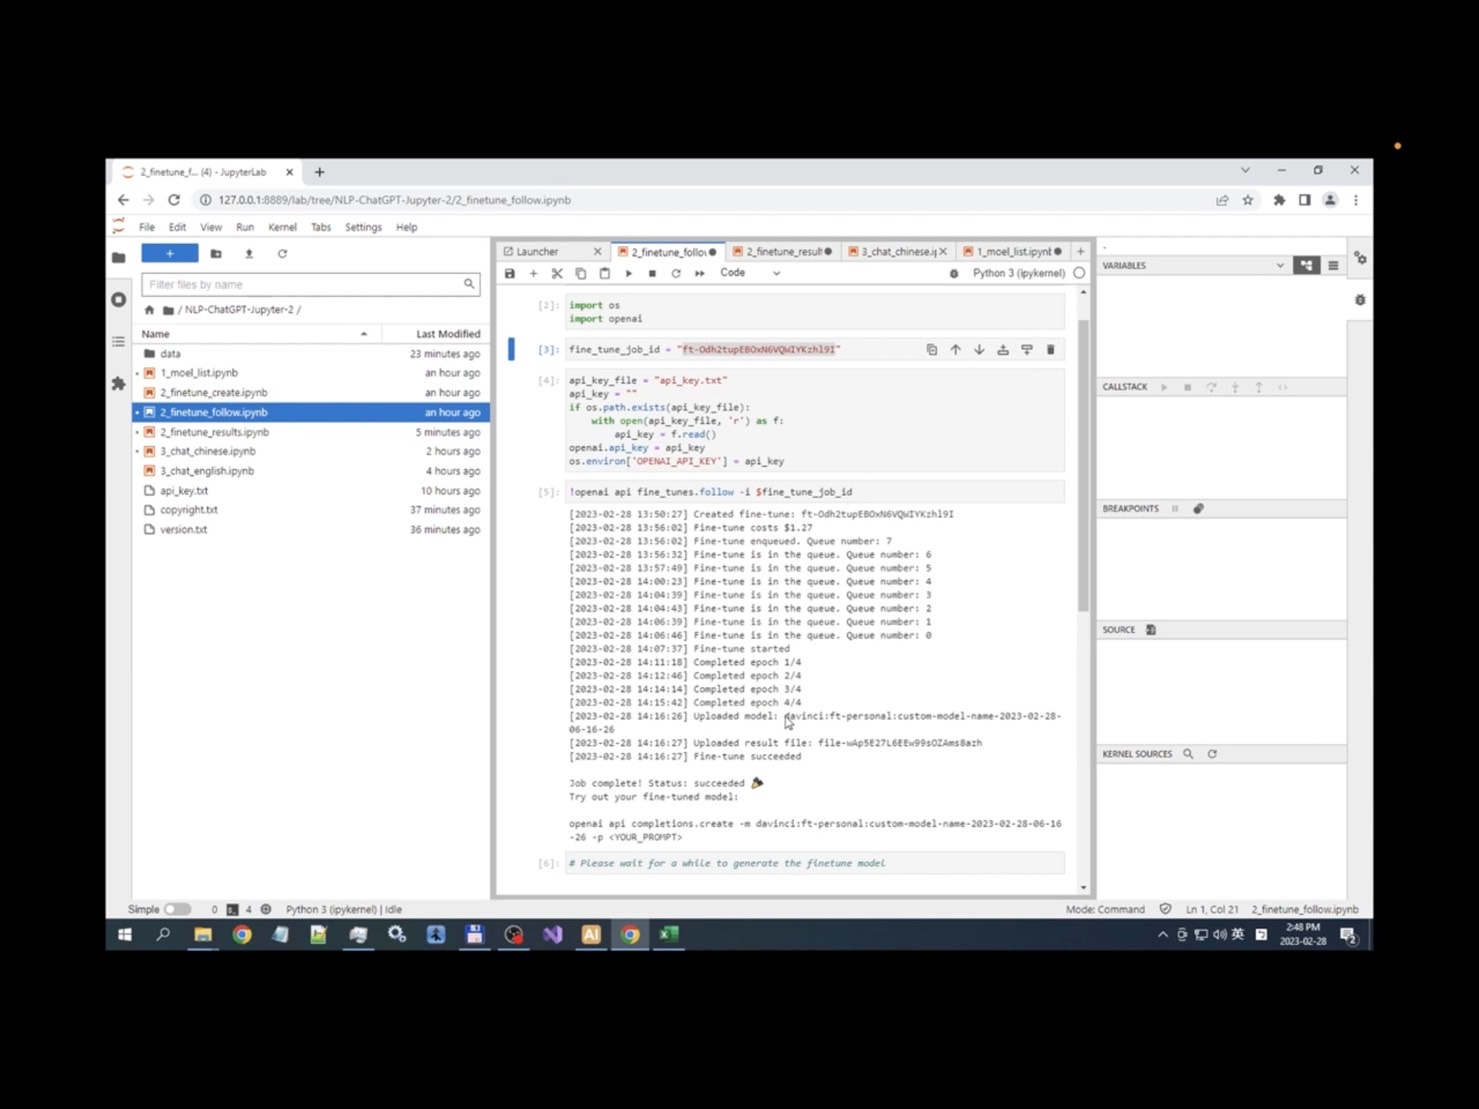 2_finetune_f... (4) - JupyterLab
127.0.0.1:8889/lab/tree/NLP-ChatGPT-Jupyter-2/2_finetune_follow.ipynb
File Edit View Run Kernel Tabs Settings Help
Filter files by name
/ NLP-ChatGPT-Jupyter-2 /
Name Last Modified
data 23 minutes ago
1_moel_list.ipynb an hour ago
2_finetune_create.ipynb an hour ago
2_finetune_follow.ipynb an hour ago
2_finetune_results.ipynb 5 minutes ago
3_chat_chinese.ipynb 2 hours ago
3_chat_english.ipynb 4 hours ago
api_key.txt 10 hours ago
copyright.txt 37 minutes ago
version.txt 36 minutes ago
Launcher 2_finetune_follow 2_finetune_result 3_chat_chinese.ip 1_moel_list.ipynb
Code Python 3 (ipykernel)
[2]: import os
import openai
[3]: fine_tune_job_id = "ft-Odh2tupEBOxN6VQWIYKzhl9I"
[4]: api_key_file = "api_key.txt"
api_key = ""
if os.path.exists(api_key_file):
with open(api_key_file, 'r') as f:
api_key = f.read()
openai.api_key = api_key
os.environ['OPENAI_API_KEY'] = api_key
[5]: !openai api fine_tunes.follow -i $fine_tune_job_id
[2023-02-28 13:50:27] Created fine-tune: ft-Odh2tupEBOxN6VQWIYKzhl9I
[2023-02-28 13:56:02] Fine-tune costs $1.27
[2023-02-28 13:56:02] Fine-tune enqueued. Queue number: 7
[2023-02-28 13:56:32] Fine-tune is in the queue. Queue number: 6
[2023-02-28 13:57:49] Fine-tune is in the queue. Queue number: 5
[2023-02-28 14:00:23] Fine-tune is in the queue. Queue number: 4
[2023-02-28 14:04:39] Fine-tune is in the queue. Queue number: 3
[2023-02-28 14:04:43] Fine-tune is in the queue. Queue number: 2
[2023-02-28 14:06:39] Fine-tune is in the queue. Queue number: 1
[2023-02-28 14:06:46] Fine-tune is in the queue. Queue number: 0
[2023-02-28 14:07:37] Fine-tune started
[2023-02-28 14:11:18] Completed epoch 1/4
[2023-02-28 14:12:46] Completed epoch 2/4
[2023-02-28 14:14:14] Completed epoch 3/4
[2023-02-28 14:15:42] Completed epoch 4/4
[2023-02-28 14:16:26] Uploaded model: davinci:ft-personal:custom-model-name-2023-02-28-
06-16-26
[2023-02-28 14:16:27] Uploaded result file: file-wAp5E27L6EEw99sOZAms8azh
[2023-02-28 14:16:27] Fine-tune succeeded
Job complete! Status: succeeded 🎉
Try out your fine-tuned model:
openai api completions.create -m davinci:ft-personal:custom-model-name-2023-02-28-06-16
-26 -p <YOUR_PROMPT>
[6]: # Please wait for a while to generate the finetune model
VARIABLES
CALLSTACK
BREAKPOINTS
SOURCE
KERNEL SOURCES
Simple 0 4 Python 3 (ipykernel) | Idle Mode: Command Ln 1, Col 21 2_finetune_follow.ipynb
AI 英 2:48 PM
2023-02-28 2